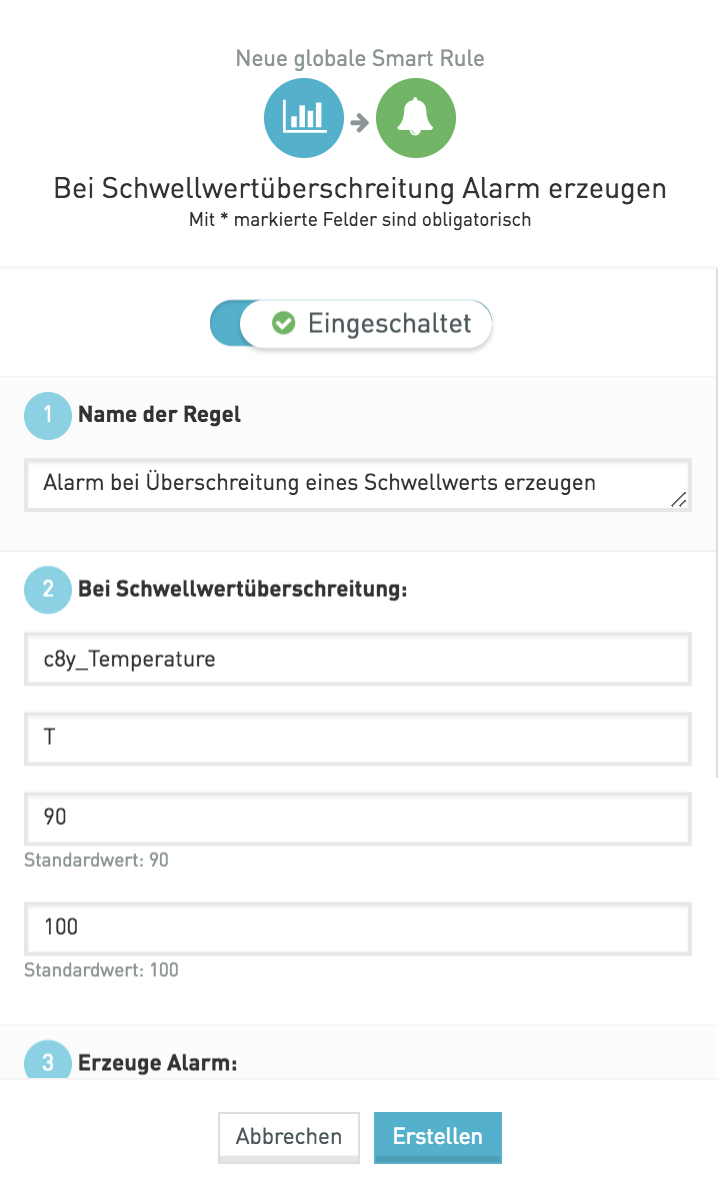 Neue globale Smart Rule
Bei Schwellwertüberschreitung Alarm erzeugen
Mit * markierte Felder sind obligatorisch
Eingeschaltet
1 Name der Regel
Alarm bei Überschreitung eines Schwellwerts erzeugen
2 Bei Schwellwertüberschreitung:
c8y_Temperature
T
90
Standardwert: 90
100
Standardwert: 100
3 Erzeuge Alarm:
Abbrechen Erstellen